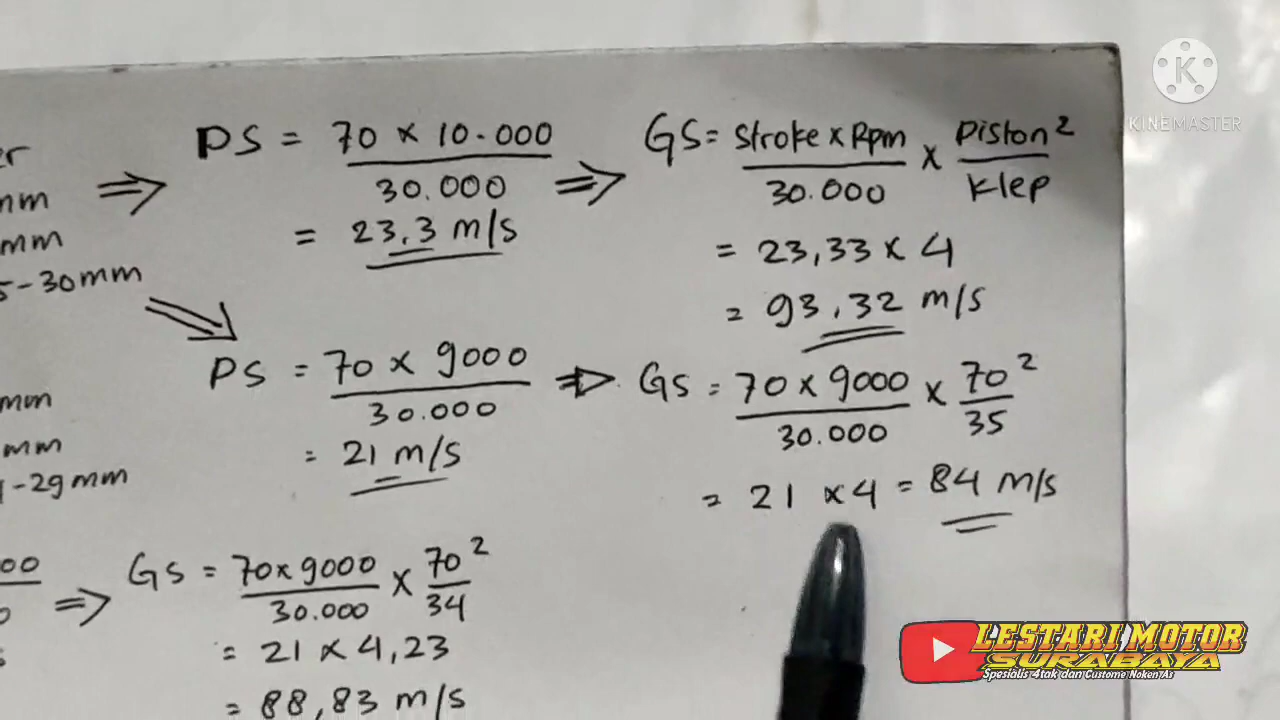 mm
mm
-30mm
PS = 70 × 10.000
30.000
= 23,3 m/s
GS = Stroke × Rpm × Piston²
30.000 Klep
= 23,33 × 4
= 93,32 m/s
mm
mm
-29mm
PS = 70 × 9000
30.000
= 21 m/s
GS = 70 × 9000 × 70²
30.000 35
= 21 × 4 = 84 m/s
GS = 70 × 9000 × 70²
30.000 34
= 21 × 4,23
= 88,83 m/s
KINEMASTER
LESTARI MOTOR
SURABAYA
Spesialis 4tak dan Custome Noken As